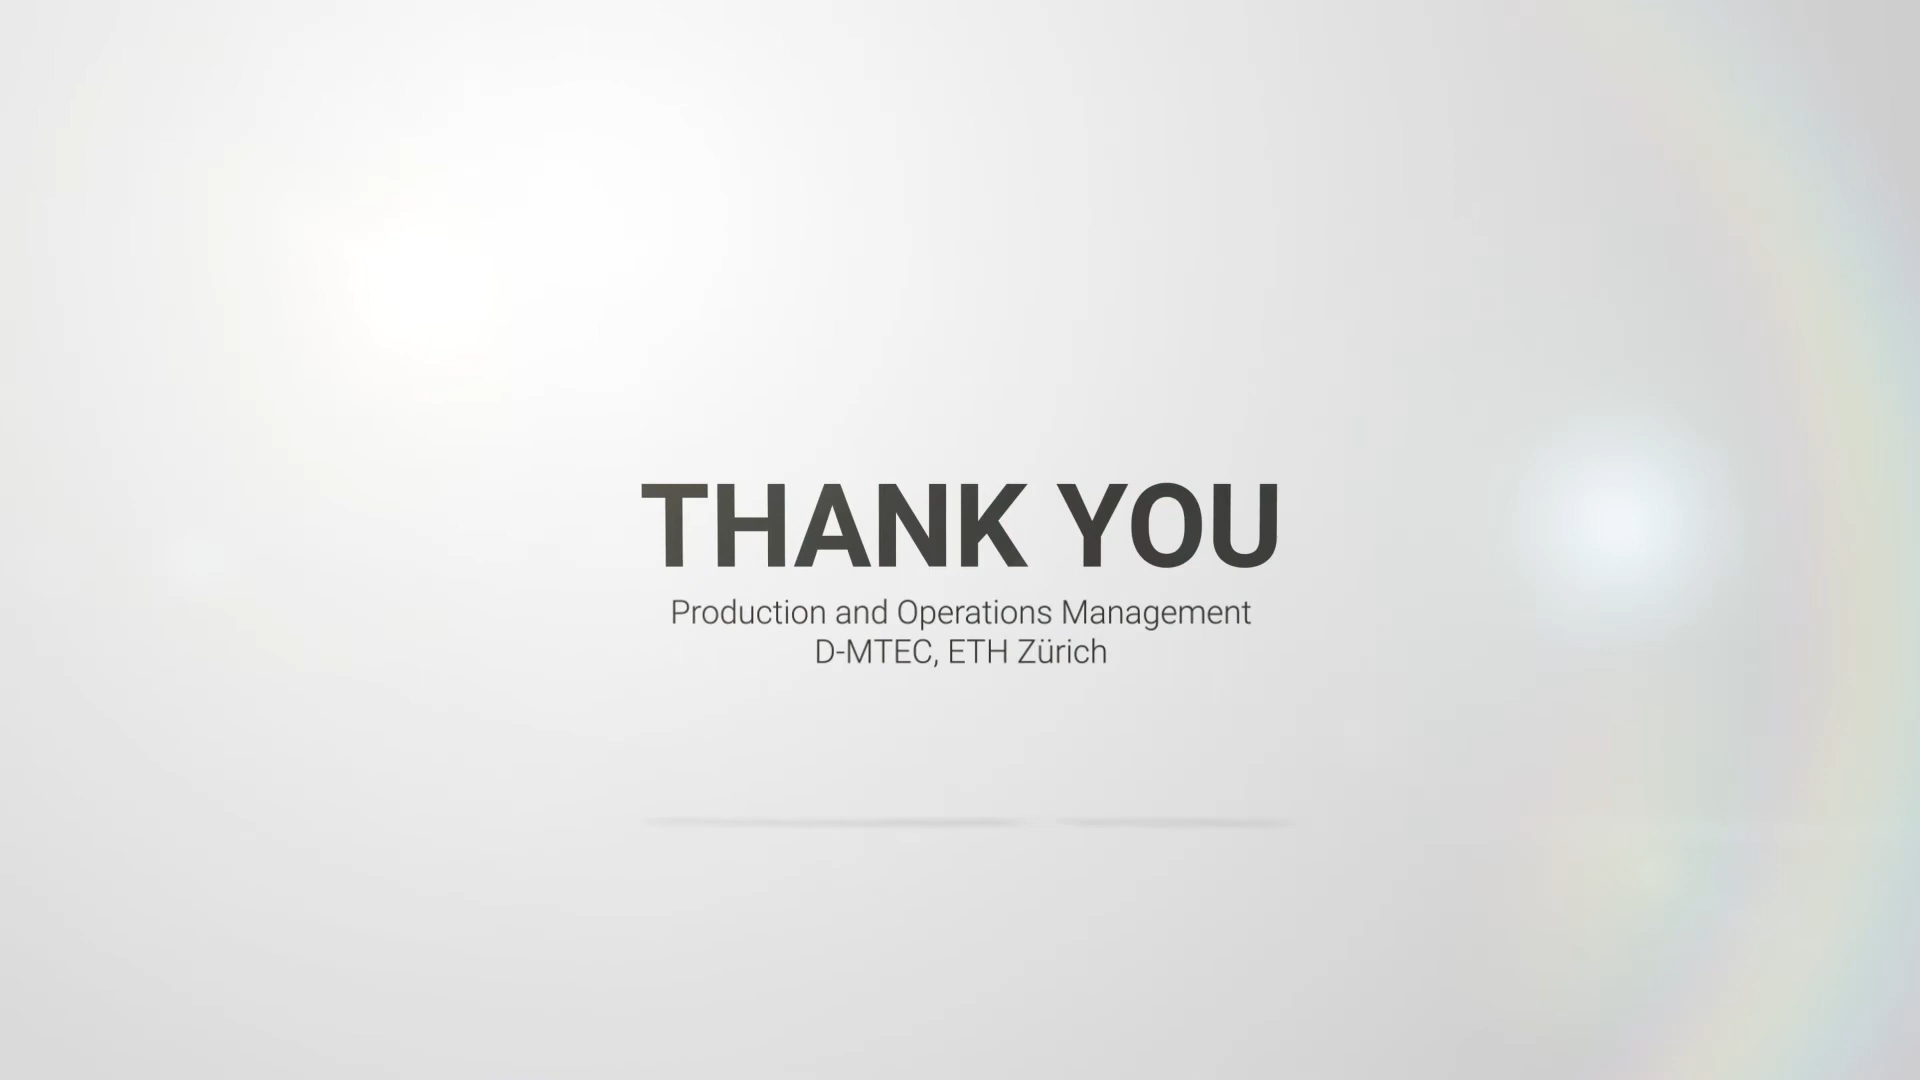 THANK YOU
Production and Operations Management
D-MTEC, ETH Zürich